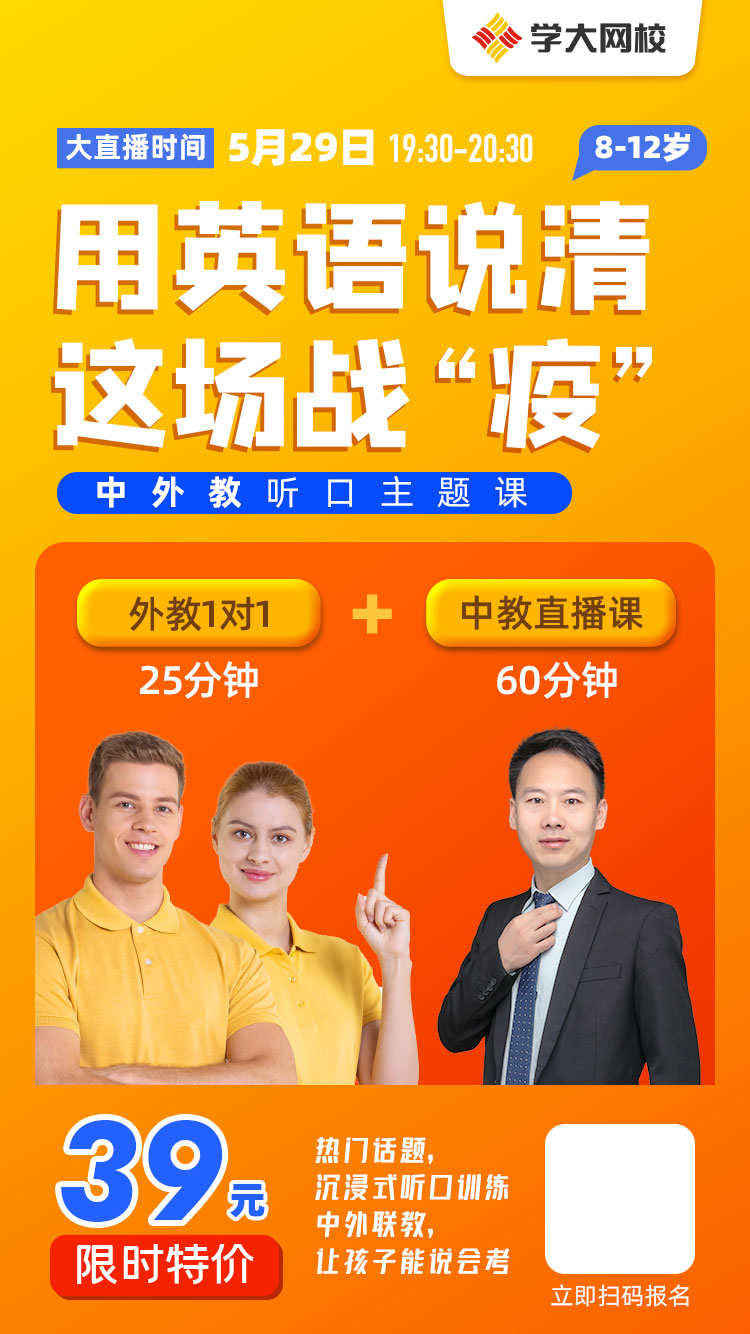 学大网校
大直播时间 5月29日 19:30-20:30 8-12岁
用英语说清
这场战“疫”
中外教听口主题课
外教1对1 + 中教直播课
25分钟 60分钟
39元
限时特价
热门话题,
沉浸式听口训练
中外联教,
让孩子能说会考
立即扫码报名